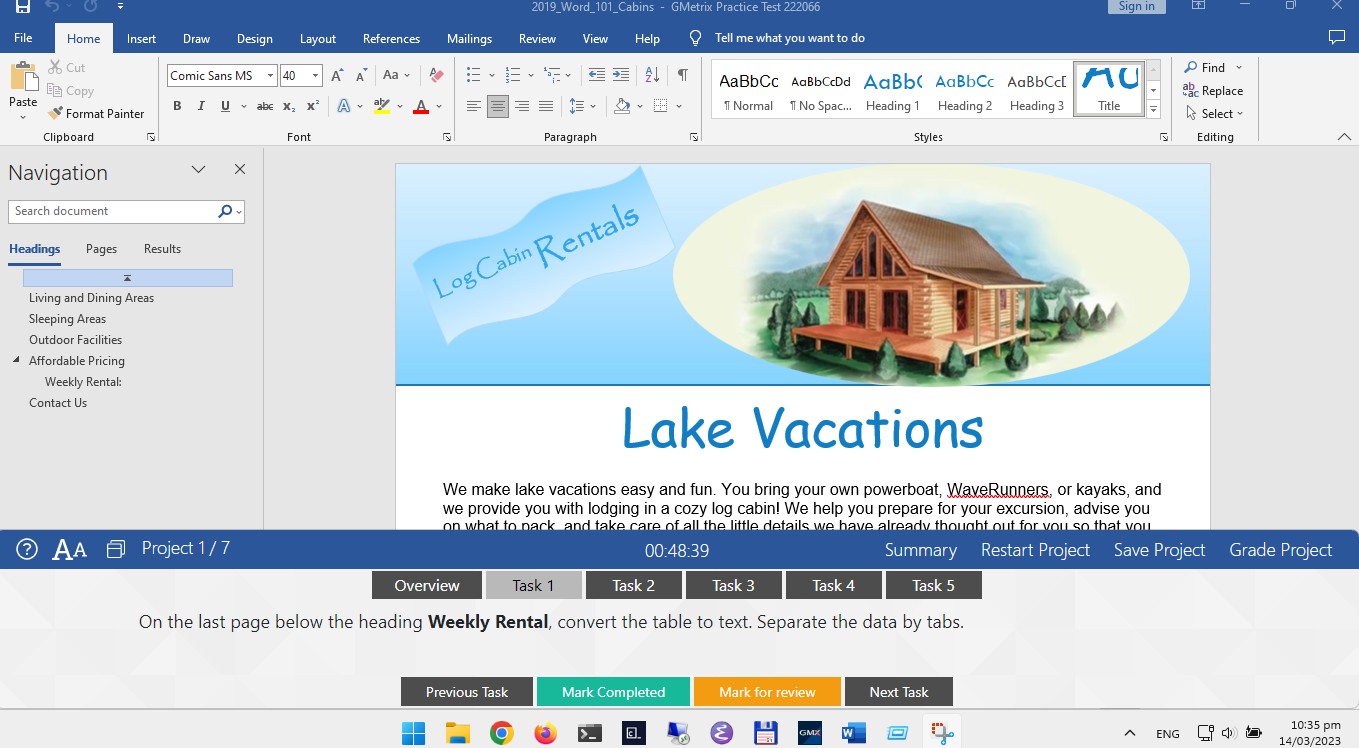 2019_Word_101_Cabins - GMetrix Practice Test 222066
Sign in
File Home Insert Draw Design Layout References Mailings Review View Help Tell me what you want to do
Paste
Cut
Copy
Format Painter
Clipboard
Comic Sans MS 40
Font
Paragraph
AaBbCc AaBbCcDd AaBbC AaBbCc AaBbCcD
¶ Normal ¶ No Spac... Heading 1 Heading 2 Heading 3 Title
Styles
Find
Replace
Select
Editing
Navigation
Search document
Headings Pages Results
Living and Dining Areas
Sleeping Areas
Outdoor Facilities
Affordable Pricing
Weekly Rental:
Contact Us
Log Cabin Rentals
Lake Vacations
We make lake vacations easy and fun. You bring your own powerboat, WaveRunners, or kayaks, and
we provide you with lodging in a cozy log cabin! We help you prepare for your excursion, advise you
on what to pack, and take care of all the little details we have already thought out for you so that you
Project 1 / 7
00:48:39
Summary Restart Project Save Project Grade Project
Overview Task 1 Task 2 Task 3 Task 4 Task 5
On the last page below the heading Weekly Rental, convert the table to text. Separate the data by tabs.
Previous Task Mark Completed Mark for review Next Task
GMX
ENG
10:35 pm
14/03/2023